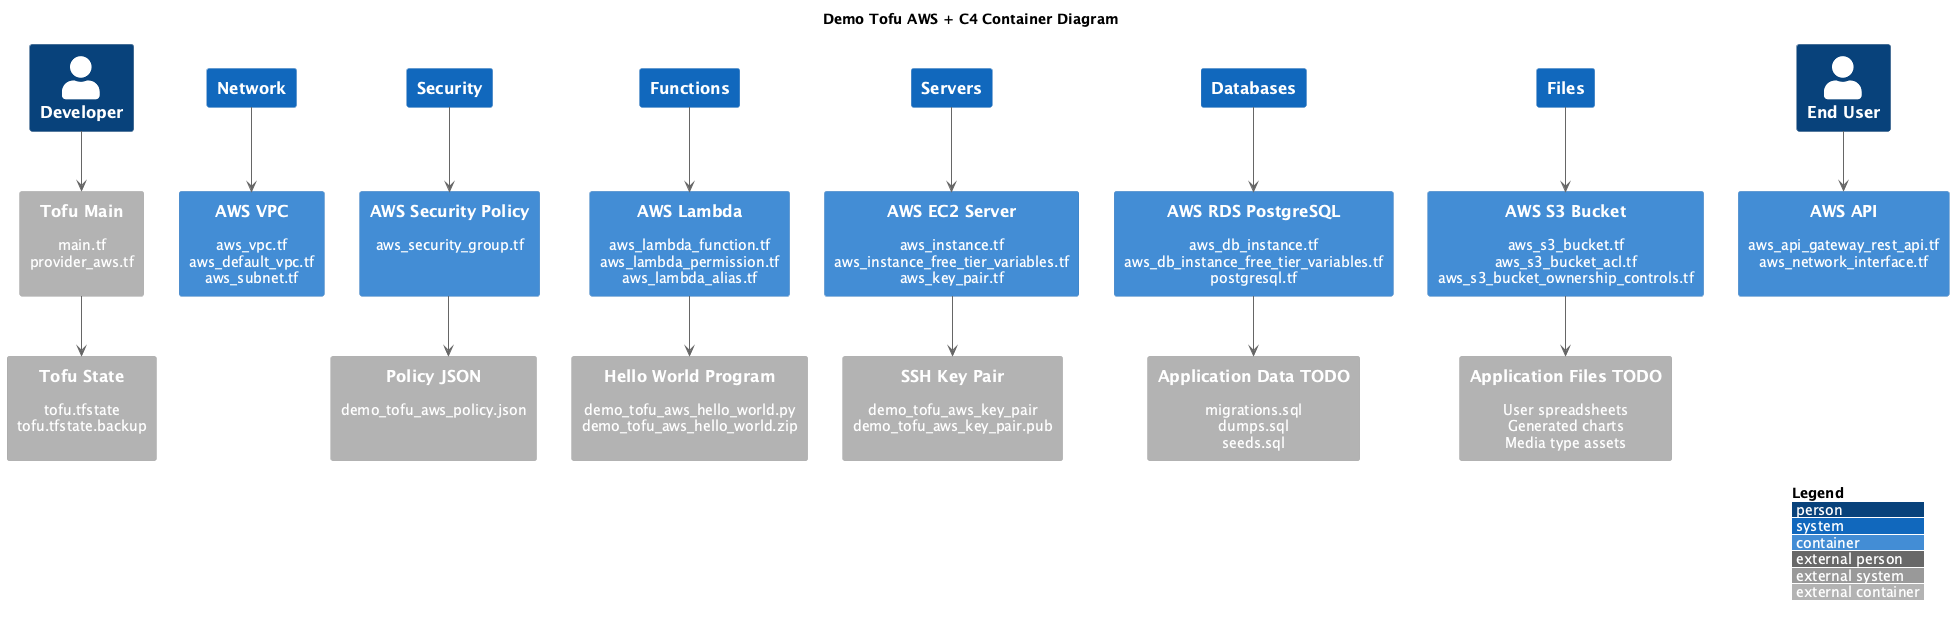 Demo Tofu AWS + C4 Container Diagram
Developer
Network
Security
Functions
Servers
Databases
Files
End User
Tofu Main
main.tf
provider_aws.tf
AWS VPC
aws_vpc.tf
aws_default_vpc.tf
aws_subnet.tf
AWS Security Policy
aws_security_group.tf
AWS Lambda
aws_lambda_function.tf
aws_lambda_permission.tf
aws_lambda_alias.tf
AWS EC2 Server
aws_instance.tf
aws_instance_free_tier_variables.tf
aws_key_pair.tf
AWS RDS PostgreSQL
aws_db_instance.tf
aws_db_instance_free_tier_variables.tf
postgresql.tf
AWS S3 Bucket
aws_s3_bucket.tf
aws_s3_bucket_acl.tf
aws_s3_bucket_ownership_controls.tf
AWS API
aws_api_gateway_rest_api.tf
aws_network_interface.tf
Tofu State
tofu.tfstate
tofu.tfstate.backup
Policy JSON
demo_tofu_aws_policy.json
Hello World Program
demo_tofu_aws_hello_world.py
demo_tofu_aws_hello_world.zip
SSH Key Pair
demo_tofu_aws_key_pair
demo_tofu_aws_key_pair.pub
Application Data TODO
migrations.sql
dumps.sql
seeds.sql
Application Files TODO
User spreadsheets
Generated charts
Media type assets
Legend
person
system
container
external person
external system
external container